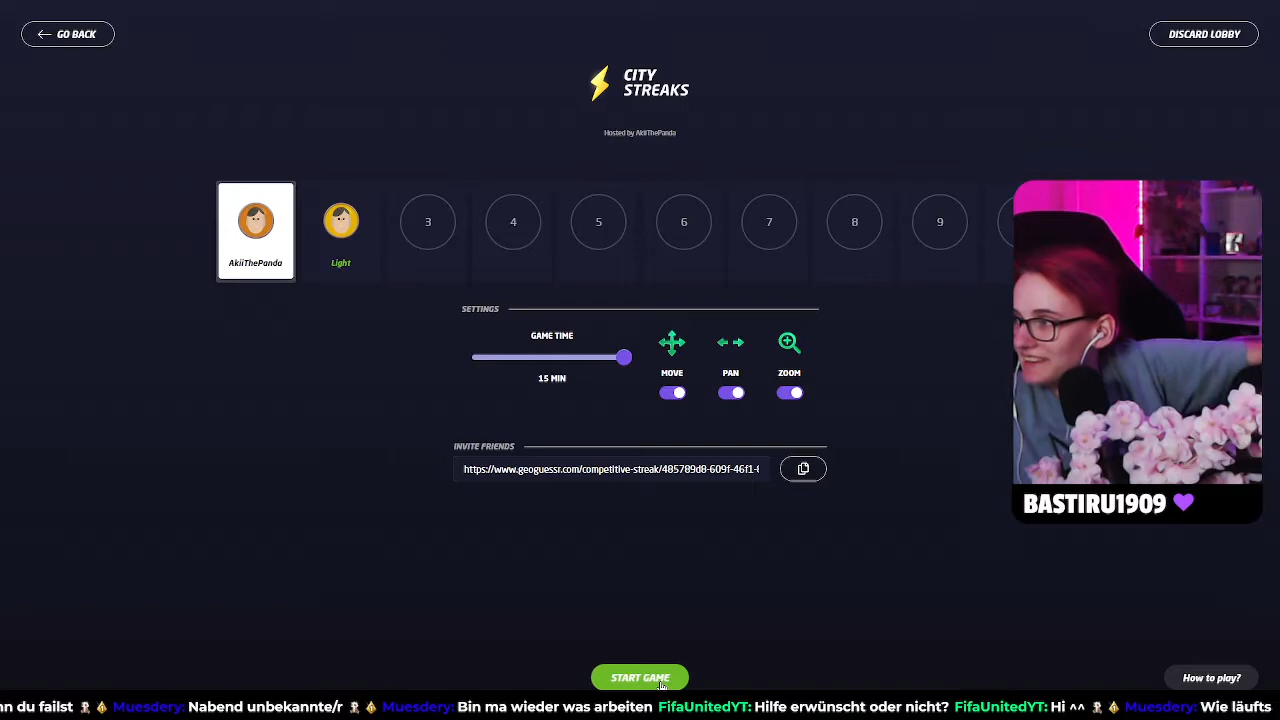 GO BACK
DISCARD LOBBY
CITY
STREAKS
Hosted by AkiiThePanda
3
4
5
6
7
8
9
AkiiThePanda
Light
SETTINGS
GAME TIME
15 MIN
MOVE
PAN
ZOOM
INVITE FRIENDS
https://www.geoguessr.com/competitive-streak/485789d8-609f-46f1-
BASTIRU1909
START GAME
How to play?
nn du failst Muesdery: Nabend unbekannte/r Muesdery: Bin ma wieder was arbeiten FifaUnitedYT: Hilfe erwünscht oder nicht? FifaUnitedYT: Hi ^^ Muesdery: Wie läufts